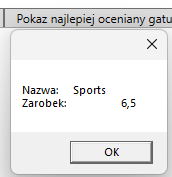 Pokaz najlepiej oceniany gatu
Nazwa: Sports
Zarobek: 6,5
OK